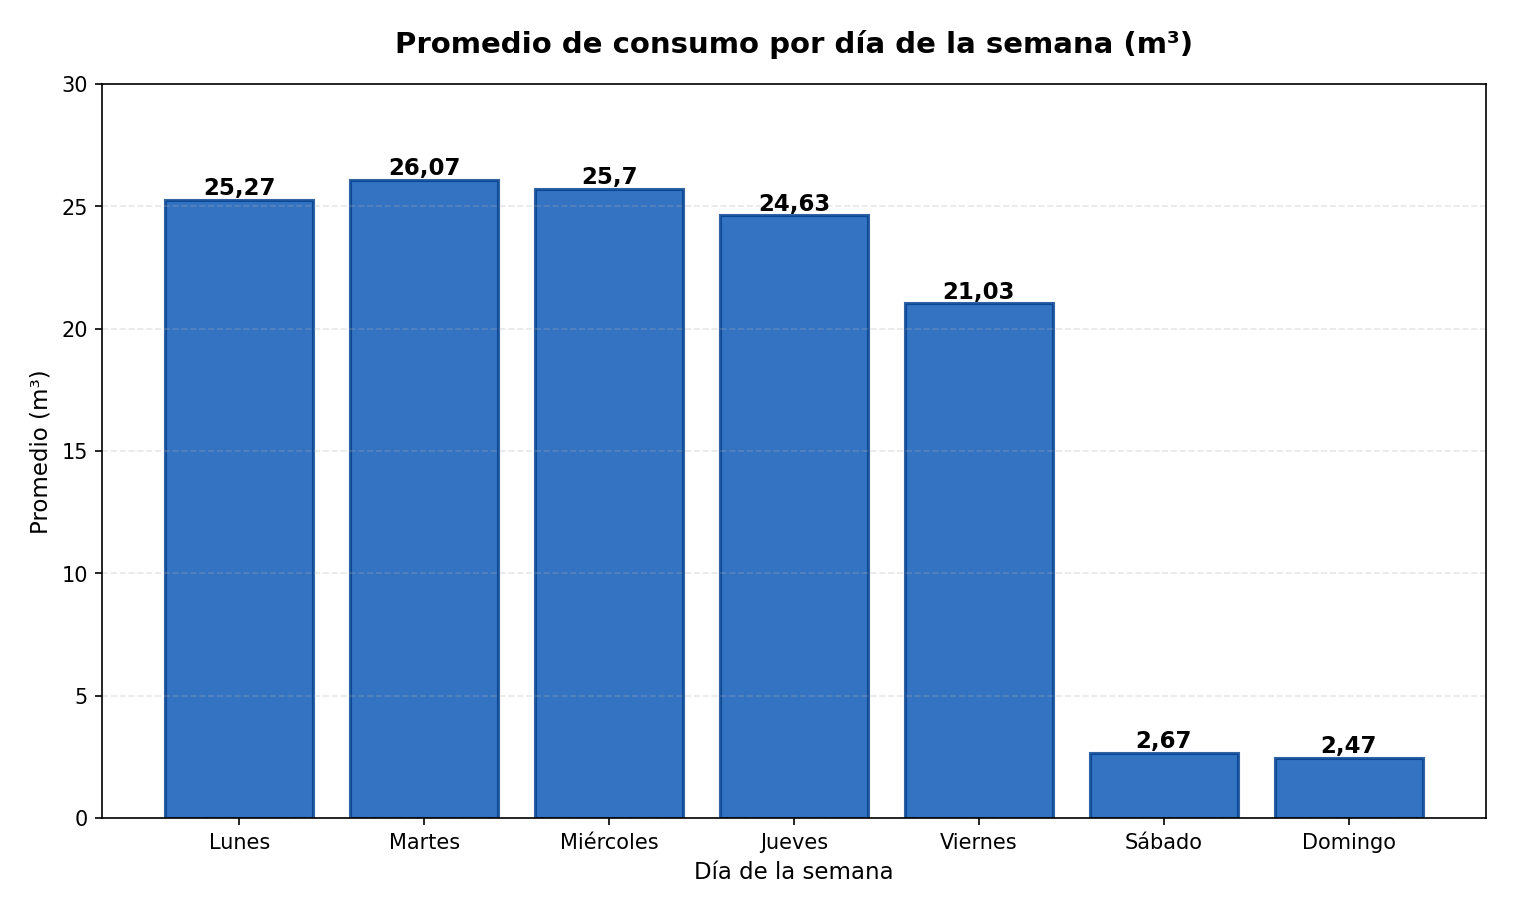 Promedio de consumo por día de la semana (m³)
Promedio (m³)
30
25
20
15
10
5
0
25,27
26,07
25,7
24,63
21,03
2,67
2,47
Lunes
Martes
Miércoles
Jueves
Viernes
Sábado
Domingo
Día de la semana